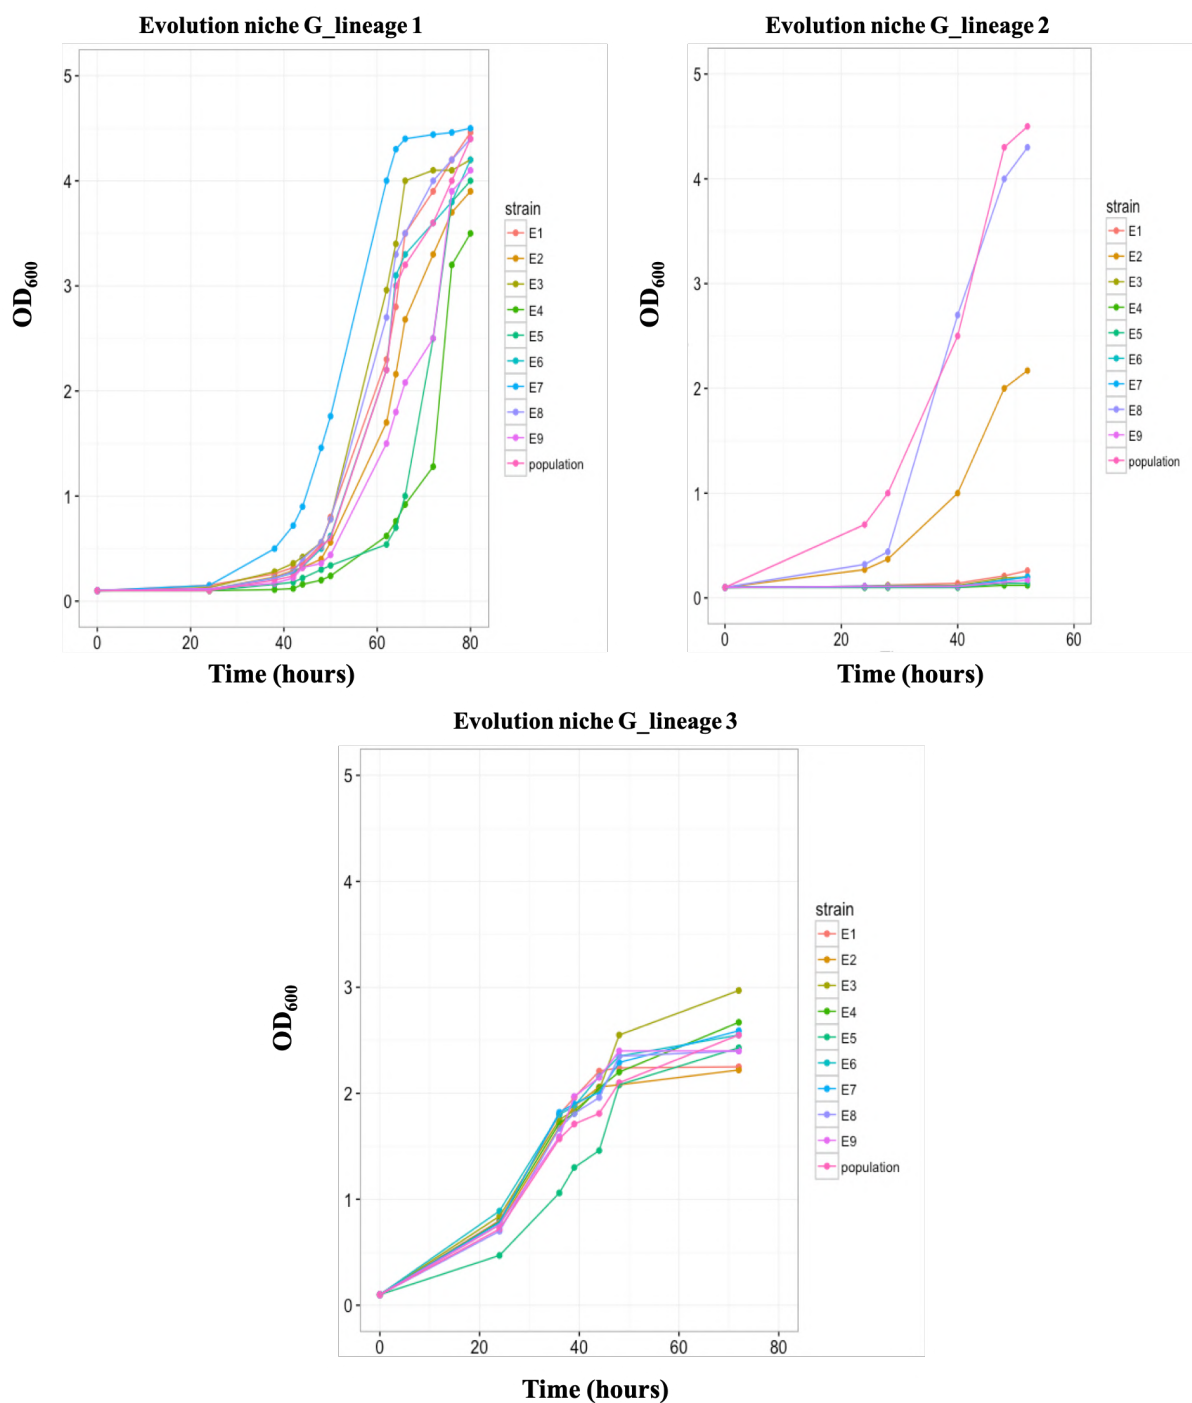 Evolution niche G_lineage 1
OD600
5
4
3
2
1
0
0 20 40 60 80
Time (hours)
strain
E1
E2
E3
E4
E5
E6
E7
E8
E9
population
Evolution niche G_lineage 2
OD600
5
4
3
2
1
0
0 20 40 60
Time (hours)
strain
E1
E2
E3
E4
E5
E6
E7
E8
E9
population
Evolution niche G_lineage 3
OD600
5
4
3
2
1
0
0 20 40 60 80
Time (hours)
strain
E1
E2
E3
E4
E5
E6
E7
E8
E9
population